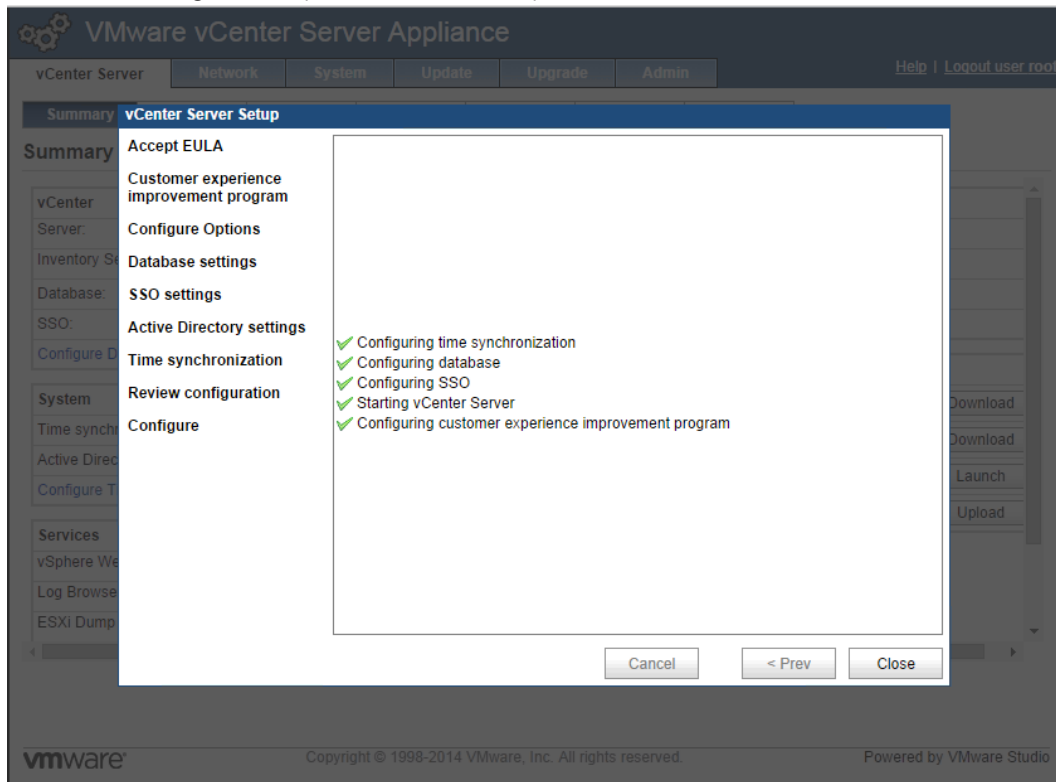 VMware vCenter Server Appliance
vCenter Server Network System Update Upgrade Admin
Help | Logout user root
Summary
vCenter Server Setup
Summary
Accept EULA
Customer experience
improvement program
Configure Options
Database settings
SSO settings
Active Directory settings
Time synchronization
Review configuration
Configure
Configuring time synchronization
Configuring database
Configuring SSO
Starting vCenter Server
Configuring customer experience improvement program
Cancel
< Prev
Close
vCenter
Server:
Inventory Se
Database:
SSO:
Configure D
System
Time synchr
Active Direc
Configure T
Services
vSphere We
Log Browse
ESXi Dump
Download
Download
Launch
Upload
vmware
Copyright © 1998-2014 VMware, Inc. All rights reserved.
Powered by VMware Studio